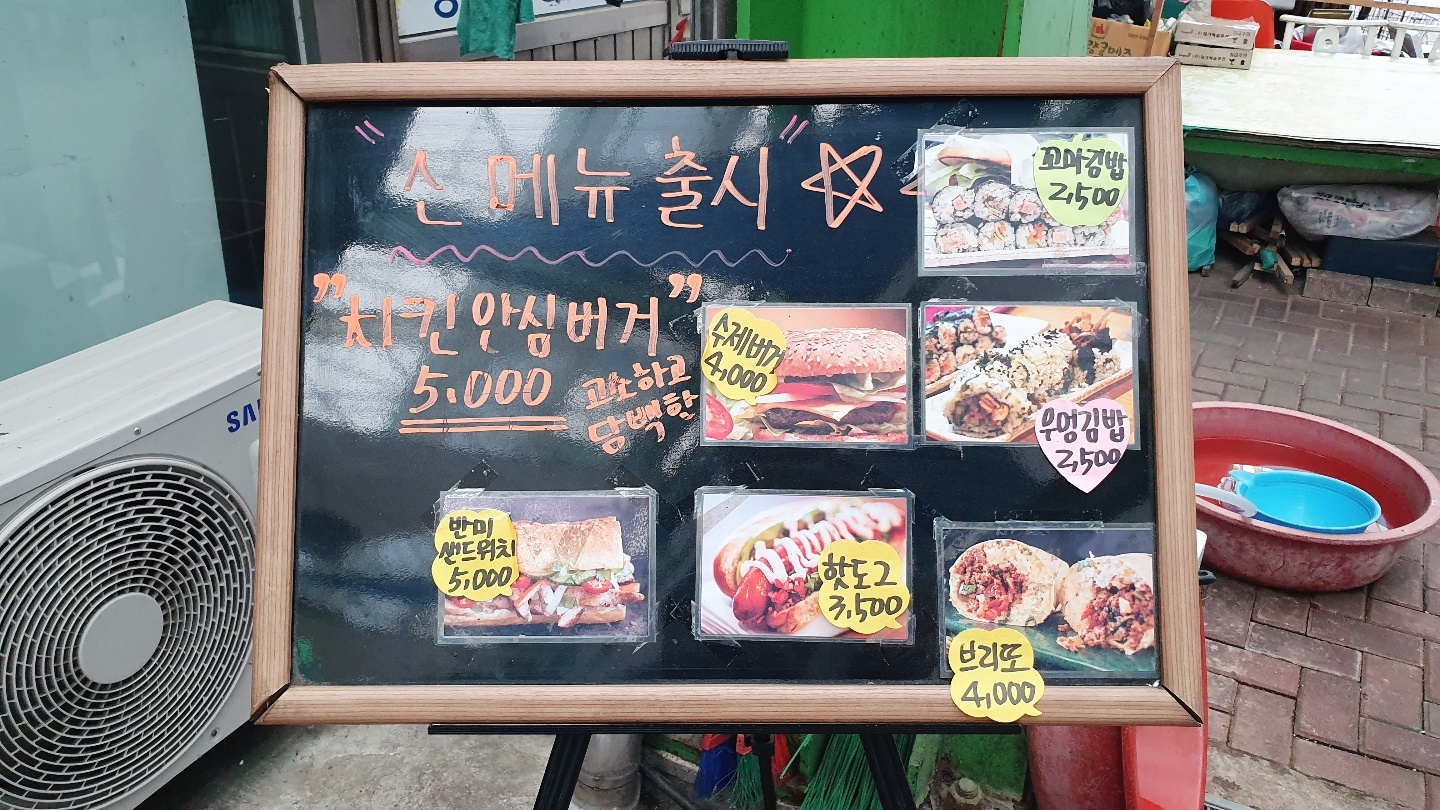 신 메뉴 출시
꼬마김밥
2,500
"치킨 안심버거"
5,000
고소하고
담백한
수제버거
4,000
우엉김밥
2,500
반미
샌드위치
5,000
핫도그
3,500
브리또
4,000
SA